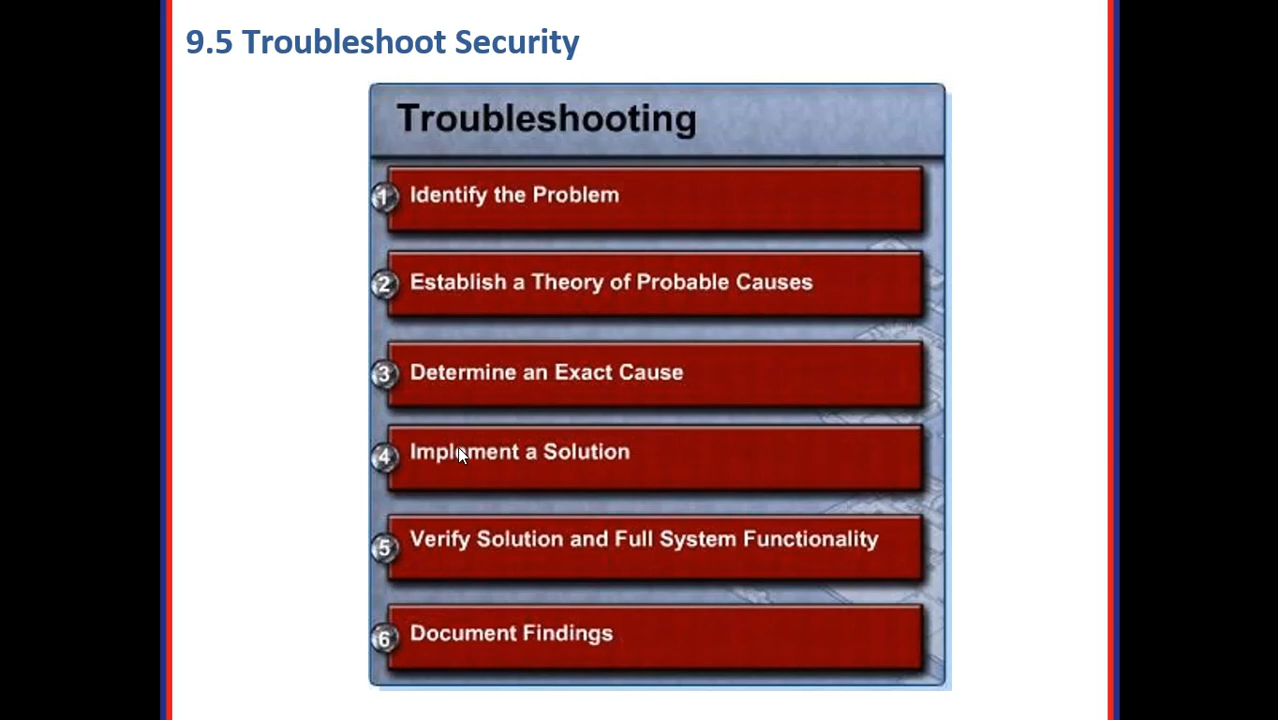 9.5 Troubleshoot Security
Troubleshooting
1 Identify the Problem
2 Establish a Theory of Probable Causes
3 Determine an Exact Cause
4 Implement a Solution
5 Verify Solution and Full System Functionality
6 Document Findings